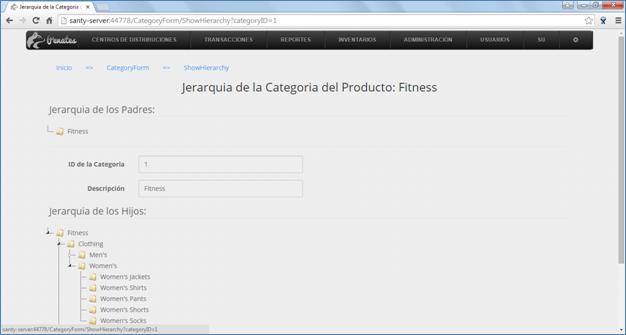 Jerarquia de la Categoria d
santy-server:44778/CategoryForm/ShowHierarchy?categoryID=1
Penates
CENTROS DE DISTRIBUCIONES TRANSACCIONES REPORTES INVENTARIOS ADMINISTRACIÓN USUARIOS SU
Inicio => CategoryForm => ShowHierarchy
Jerarquia de la Categoria del Producto: Fitness
Jerarquia de los Padres:
Fitness
ID de la Categoria 1
Descripción Fitness
Jerarquia de los Hijos:
Fitness
Clothing
Men's
Women's
Women's Jackets
Women's Shirts
Women's Pants
Women's Shorts
Women's Socks
santy-server:44778/CategoryForm/ShowHierarchy?categoryID=1